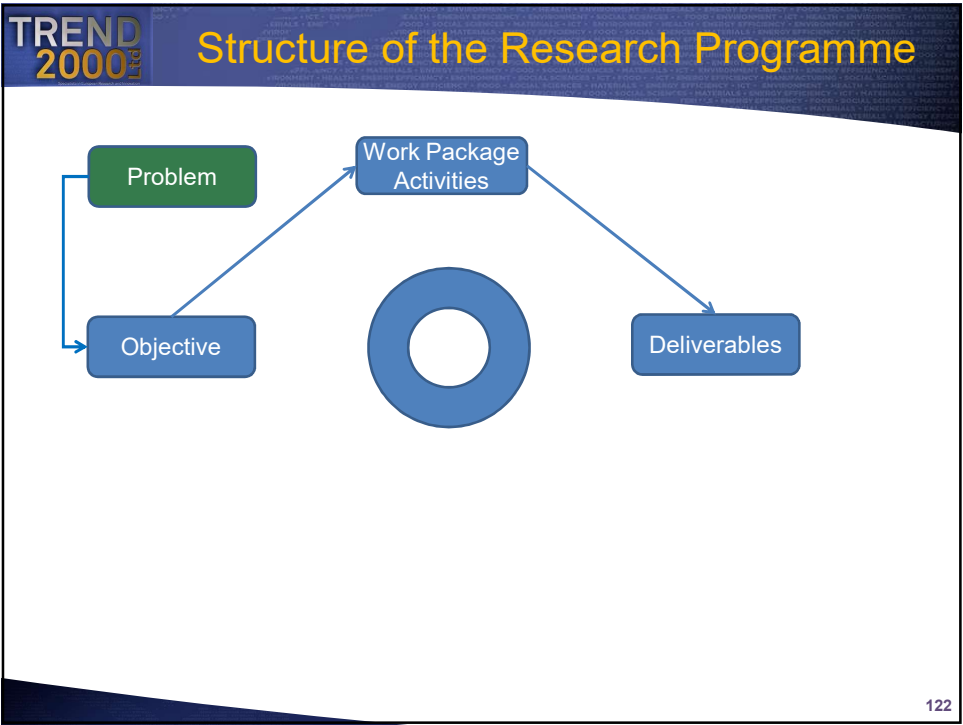 TREND
2000 Ltd
Structure of the Research Programme
Problem
Work Package
Activities
Objective
Deliverables
122